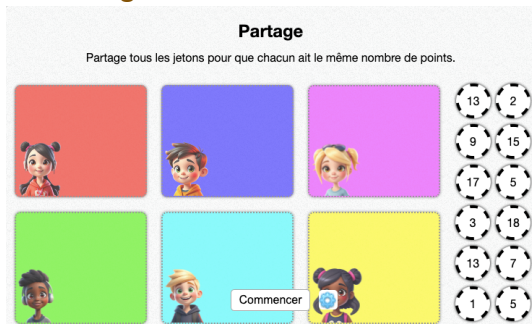 Partage
Partage tous les jetons pour que chacun ait le même nombre de points.
13 2
9 15
17 5
3 18
13 7
1 5
Commencer